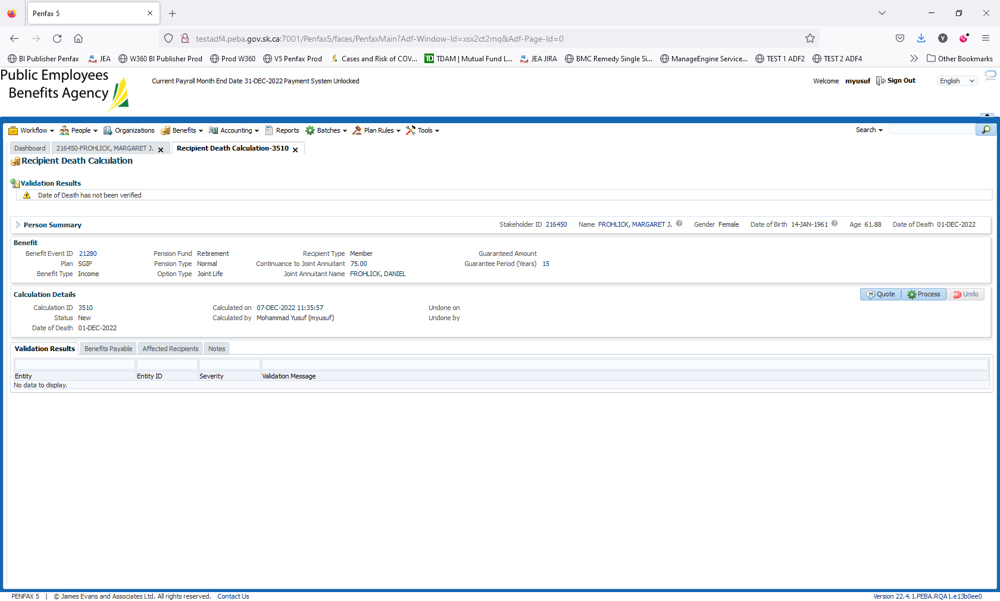 Penfax 5
testadf4.peba.gov.sk.ca:7001/Penfax5/faces/PenfaxMain?Adf-Window-Id=xsx2ct2mq&Adf-Page-Id=0
Y
BI Publisher Penfax JEA W360 BI Publisher Prod Prod W360 V5 Penfax Prod Cases and Risk of COV... TD TDAM | Mutual Fund L... JEA JIRA BMC Remedy Single Si... ManageEngine Service... TEST 1 ADF2 TEST 2 ADF4 Other Bookmarks
Public Employees
Benefits Agency
Current Payroll Month End Date 31-DEC-2022 Payment System Unlocked
Welcome myusuf Sign Out English
Workflow People Organizations Benefits Accounting Reports Batches Plan Rules Tools Search
Dashboard 216450-FROHLICK, MARGARET J. Recipient Death Calculation-3510
Recipient Death Calculation
Validation Results
Date of Death has not been verified
Person Summary Stakeholder ID 216450 Name FROHLICK, MARGARET J. Gender Female Date of Birth 14-JAN-1961 Age 61.88 Date of Death 01-DEC-2022
Benefit
Benefit Event ID 21280 Pension Fund Retirement Recipient Type Member Guaranteed Amount
Plan SGIP Pension Type Normal Continuance to Joint Annuitant 75.00 Guarantee Period (Years) 15
Benefit Type Income Option Type Joint Life Joint Annuitant Name FROHLICK, DANIEL
Calculation Details Quote Process Undo
Calculation ID 3510 Calculated on 07-DEC-2022 11:35:57 Undone on
Status New Calculated by Mohammad Yusuf (myusuf) Undone by
Date of Death 01-DEC-2022
Validation Results Benefits Payable Affected Recipients Notes
Entity Entity ID Severity Validation Message
No data to display.
PENFAX 5 | © James Evans and Associates Ltd. All rights reserved. Contact Us Version 22.4.1.PEBA.RQA1.e13b0ee0